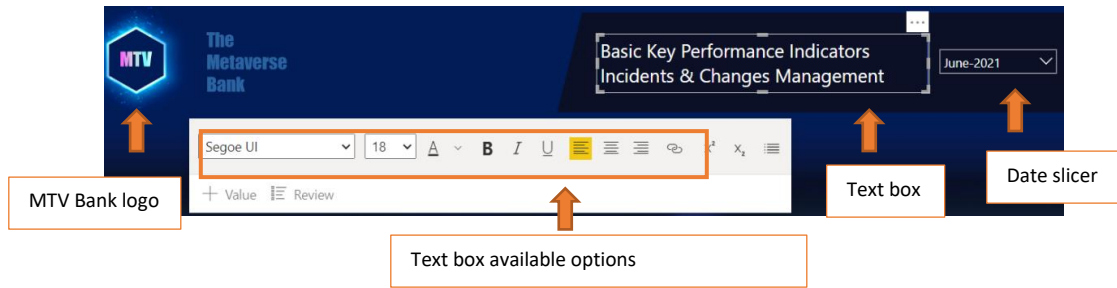 The
Metaverse
Bank
MTV
Basic Key Performance Indicators
Incidents & Changes Management
June-2021
Segoe UI
18
A
B
I
U
x²
x₂
+ Value
Review
MTV Bank logo
Text box
Date slicer
Text box available options